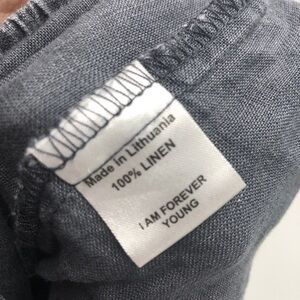 Made in Lithuania
100% LINEN
I AM FOREVER
YOUNG